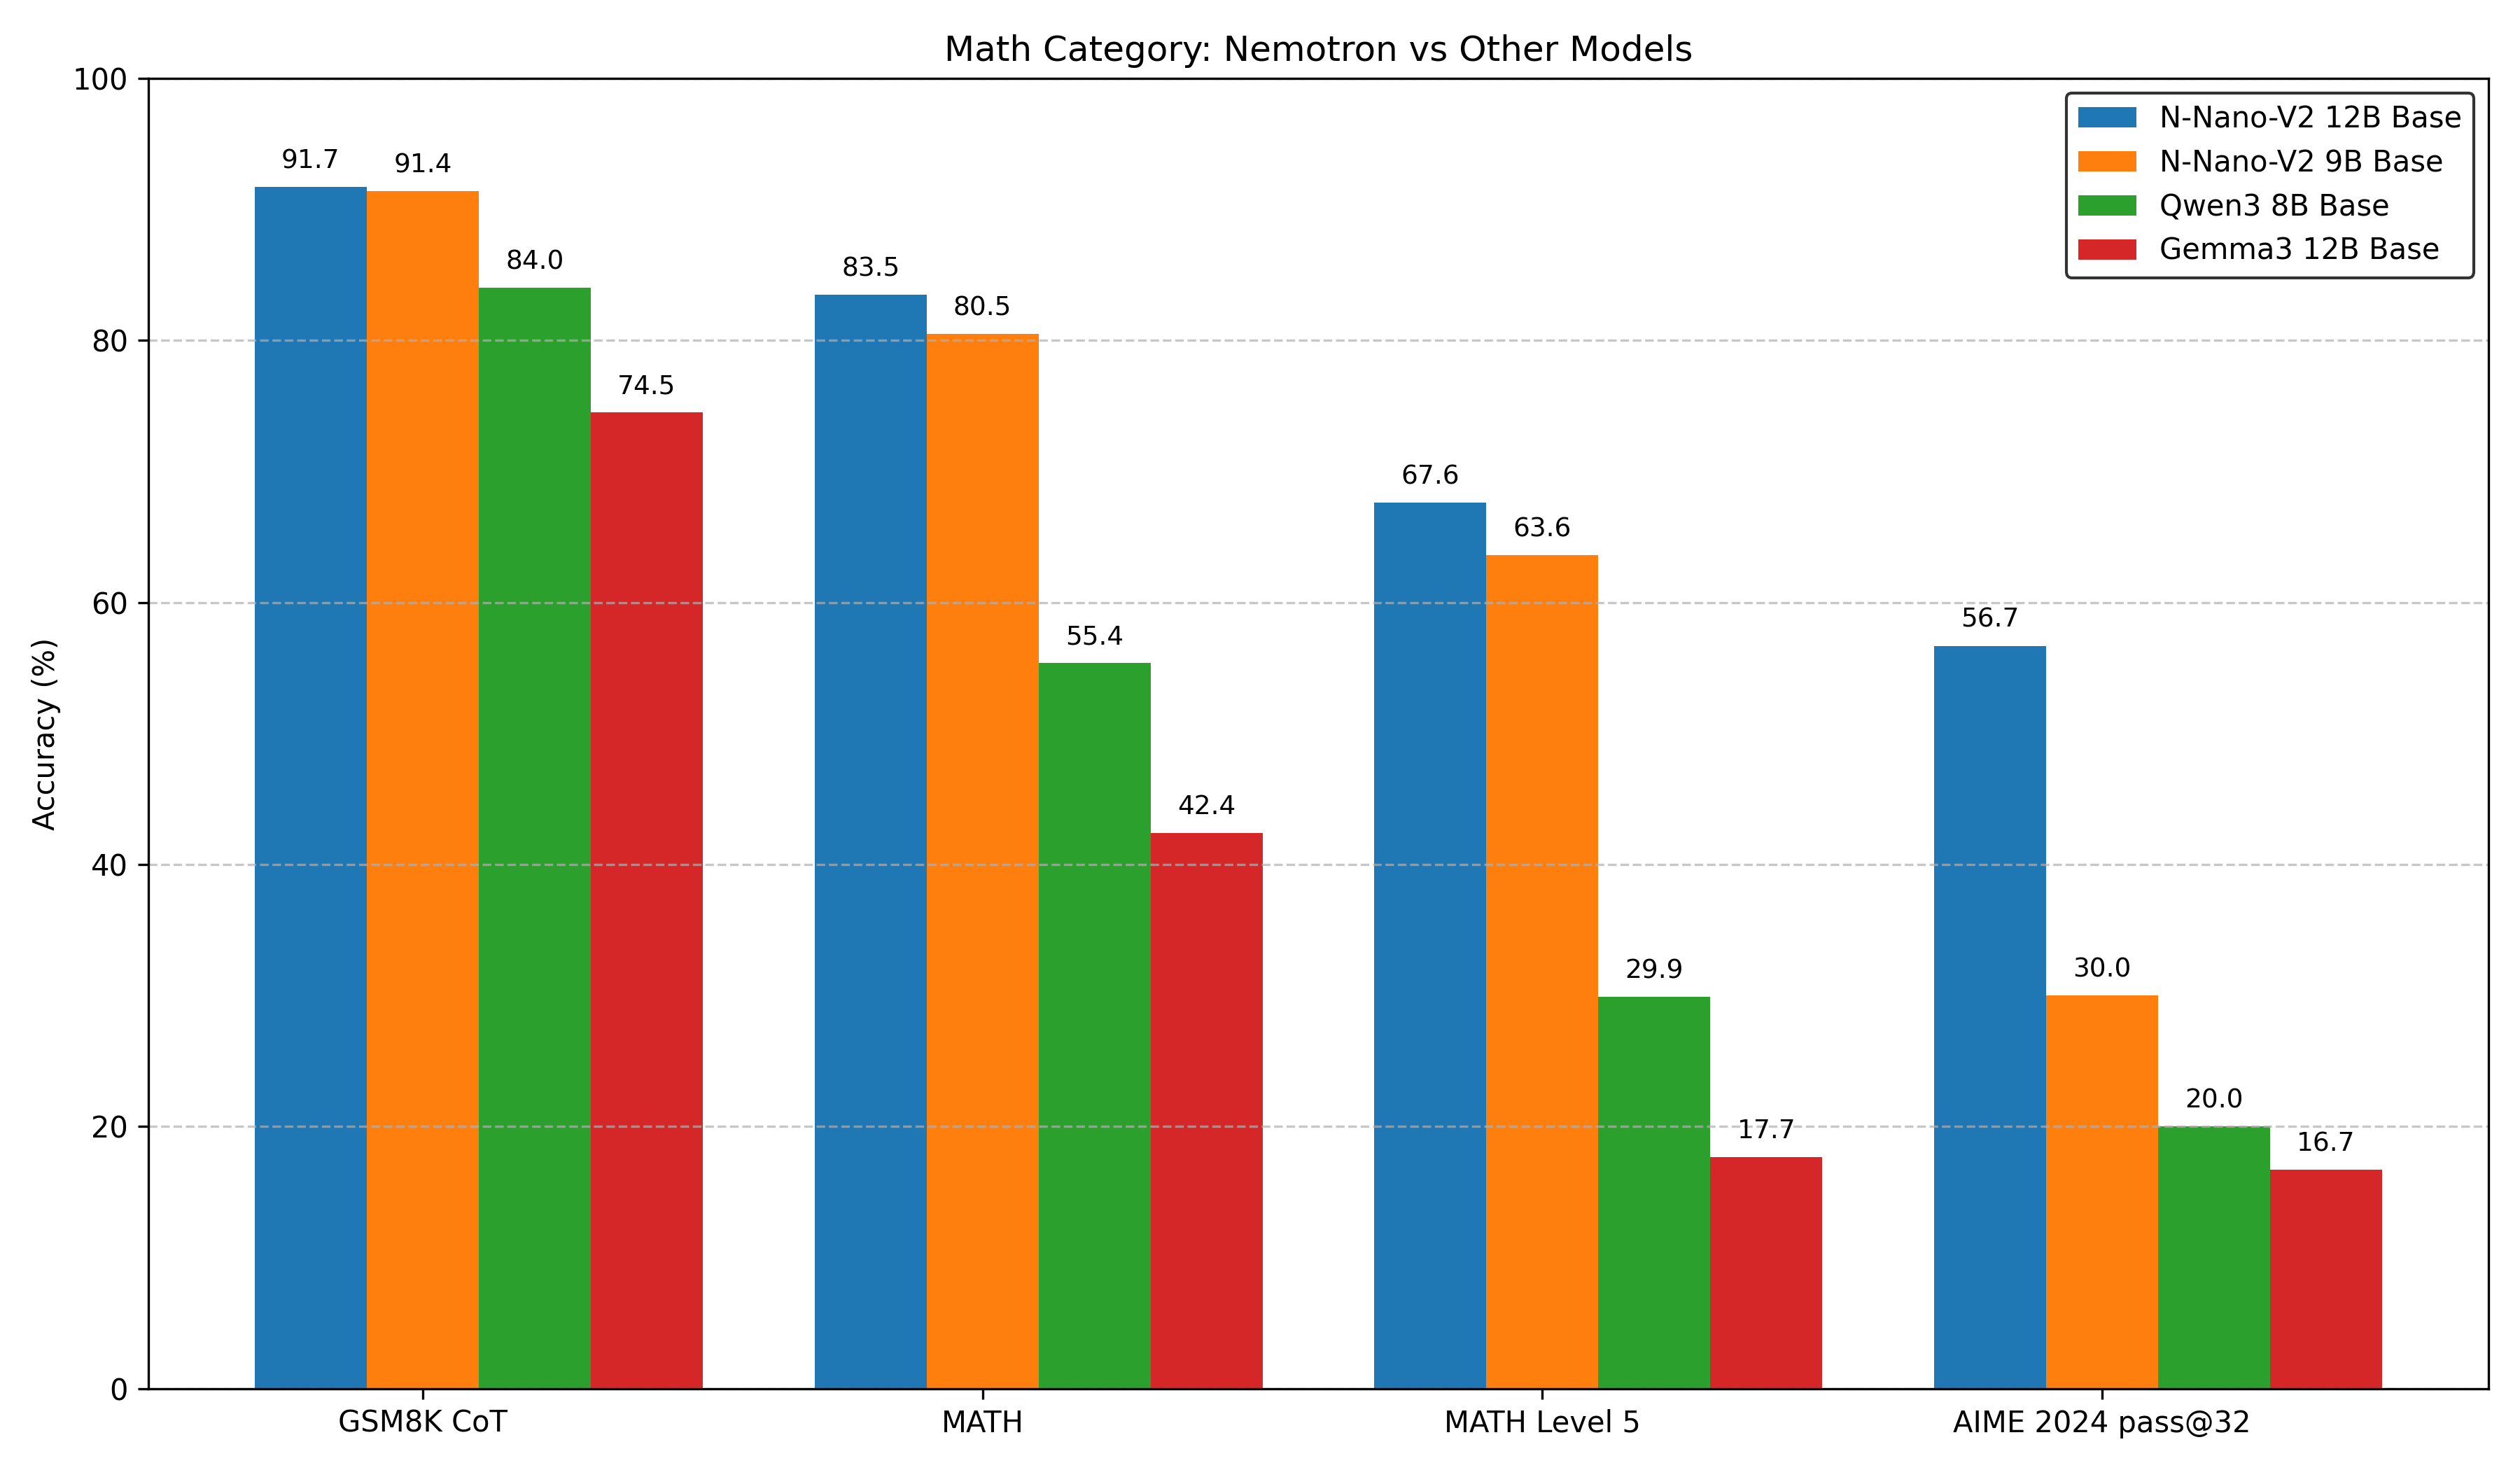 Math Category: Nemotron vs Other Models
N-Nano-V2 12B Base
N-Nano-V2 9B Base
Qwen3 8B Base
Gemma3 12B Base
Accuracy (%)
100
80
60
40
20
0
91.7
91.4
84.0
74.5
83.5
80.5
55.4
42.4
67.6
63.6
29.9
17.7
56.7
30.0
20.0
16.7
GSM8K CoT
MATH
MATH Level 5
AIME 2024 pass@32